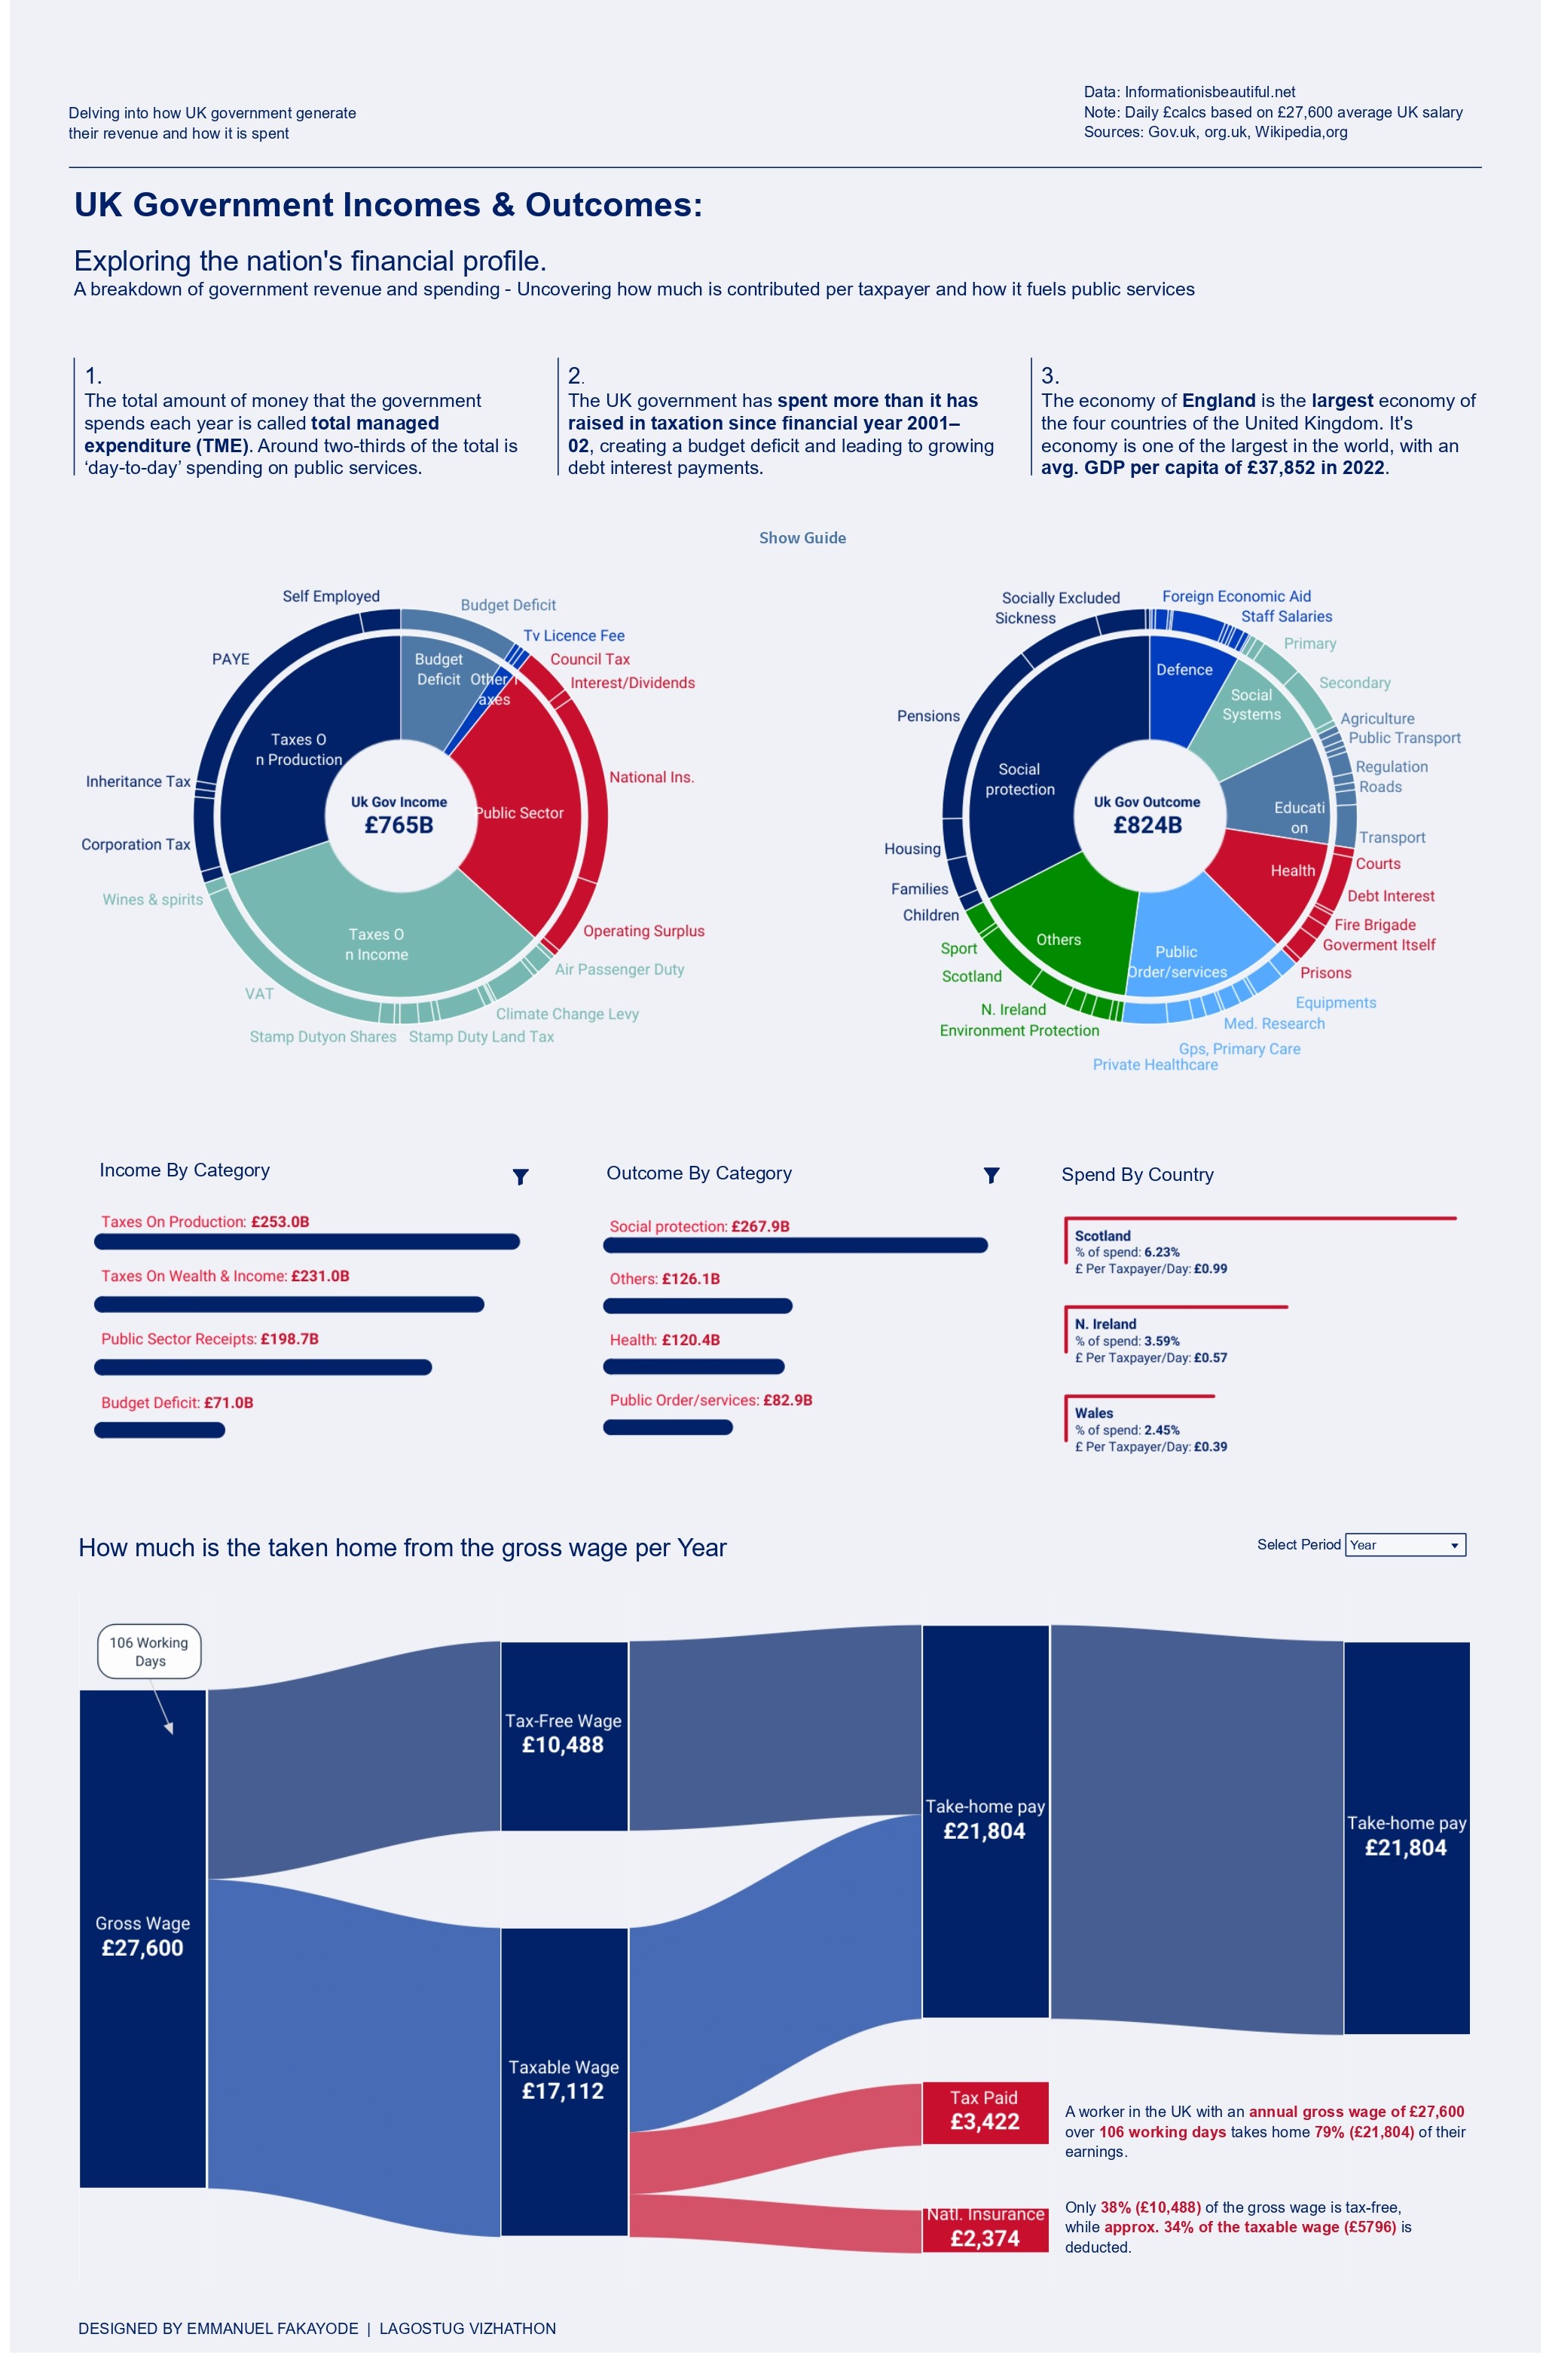 Delving into how UK government generate
their revenue and how it is spent
Data: Informationisbeautiful.net
Note: Daily £calcs based on £27,600 average UK salary
Sources: Gov.uk, org.uk, Wikipedia,org
UK Government Incomes & Outcomes:
Exploring the nation's financial profile.
A breakdown of government revenue and spending - Uncovering how much is contributed per taxpayer and how it fuels public services
1.
The total amount of money that the government
spends each year is called total managed
expenditure (TME). Around two-thirds of the total is
‘day-to-day’ spending on public services.
2.
The UK government has spent more than it has
raised in taxation since financial year 2001–
02, creating a budget deficit and leading to growing
debt interest payments.
3.
The economy of England is the largest economy of
the four countries of the United Kingdom. It's
economy is one of the largest in the world, with an
avg. GDP per capita of £37,852 in 2022.
Show Guide
Self Employed
Budget Deficit
Tv Licence Fee
Council Tax
Interest/Dividends
National Ins.
Operating Surplus
Air Passenger Duty
Climate Change Levy
Stamp Duty Land Tax
Stamp Dutyon Shares
VAT
Wines & spirits
Corporation Tax
Inheritance Tax
PAYE
Budget
Deficit
Other T
axes
Public Sector
Taxes O
n Income
Taxes O
n Production
Uk Gov Income
£765B
Socially Excluded
Sickness
Pensions
Housing
Families
Children
Sport
Scotland
N. Ireland
Environment Protection
Private Healthcare
Gps, Primary Care
Med. Research
Equipments
Prisons
Goverment Itself
Fire Brigade
Debt Interest
Courts
Transport
Roads
Regulation
Public Transport
Agriculture
Secondary
Primary
Staff Salaries
Foreign Economic Aid
Defence
Social
Systems
Educati
on
Health
Public
Order/services
Others
Social
protection
Uk Gov Outcome
£824B
Income By Category
Taxes On Production: £253.0B
Taxes On Wealth & Income: £231.0B
Public Sector Receipts: £198.7B
Budget Deficit: £71.0B
Outcome By Category
Social protection: £267.9B
Others: £126.1B
Health: £120.4B
Public Order/services: £82.9B
Spend By Country
Scotland
% of spend: 6.23%
£ Per Taxpayer/Day: £0.99
N. Ireland
% of spend: 3.59%
£ Per Taxpayer/Day: £0.57
Wales
% of spend: 2.45%
£ Per Taxpayer/Day: £0.39
How much is the taken home from the gross wage per Year
Select Period Year
106 Working
Days
Gross Wage
£27,600
Tax-Free Wage
£10,488
Taxable Wage
£17,112
Take-home pay
£21,804
Take-home pay
£21,804
Tax Paid
£3,422
Natl. Insurance
£2,374
A worker in the UK with an annual gross wage of £27,600
over 106 working days takes home 79% (£21,804) of their
earnings.
Only 38% (£10,488) of the gross wage is tax-free,
while approx. 34% of the taxable wage (£5796) is
deducted.
DESIGNED BY EMMANUEL FAKAYODE | LAGOSTUG VIZHATHON